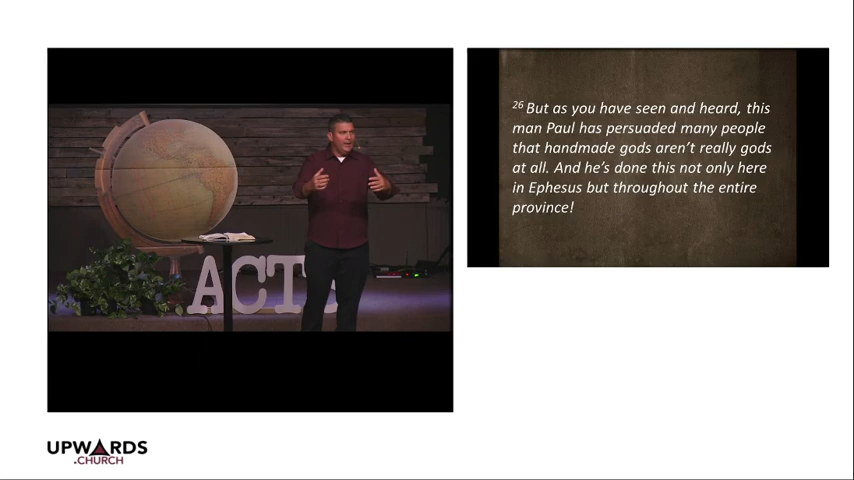 26 But as you have seen and heard, this
man Paul has persuaded many people
that handmade gods aren't really gods
at all. And he's done this not only here
in Ephesus but throughout the entire
province!
ACTS
UPWARDS
.CHURCH